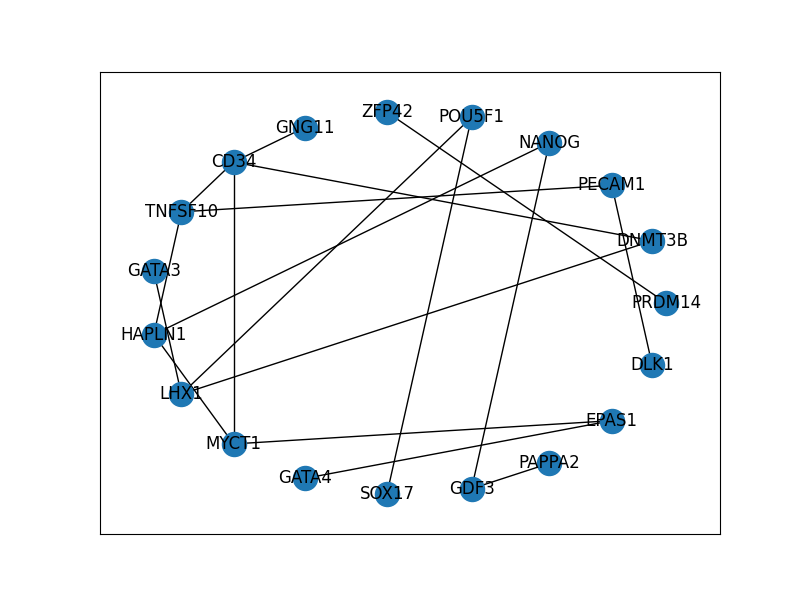 ZFP42
POU5F1
GNG11
NANOG
CD34
PECAM1
TNFSF10
DNMT3B
GATA3
PRDM14
HAPLN1
DLK1
LHX1
EPAS1
MYCT1
PAPPA2
GATA4
GDF3
SOX17